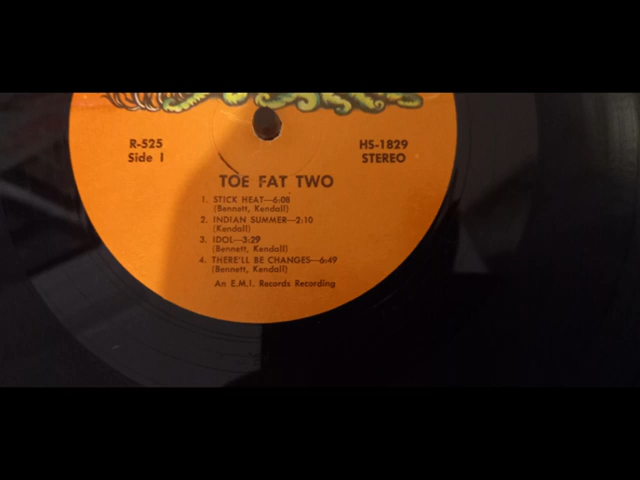 R-525 HS-1829
Side 1 STEREO
TOE FAT TWO
1. STICK HEAT—6:08
(Bennett, Kendall)
2. INDIAN SUMMER—2:10
(Kendall)
3. IDOL—3:29
(Bennett, Kendall)
4. THERE'LL BE CHANGES—6:49
(Bennett, Kendall)
An E.M.I. Records Recording